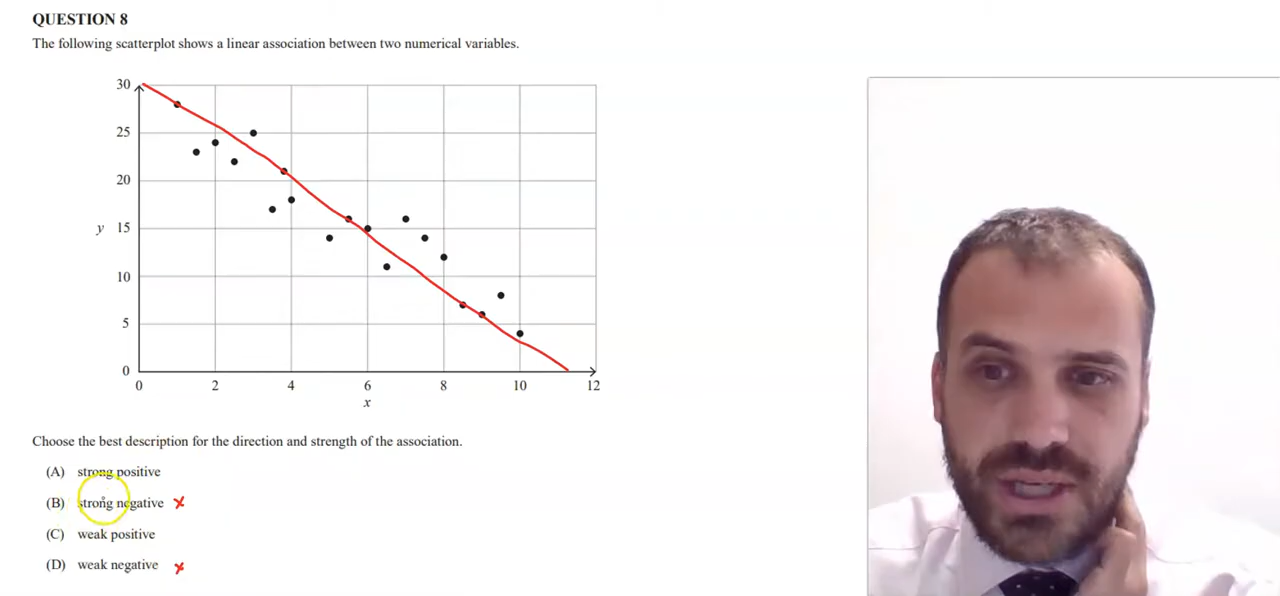 QUESTION 8
The following scatterplot shows a linear association between two numerical variables.
30
25
20
y 15
10
5
0
0 2 4 6 8 10 12
x
Choose the best description for the direction and strength of the association.
(A) strong positive
(B) strong negative ✗
(C) weak positive
(D) weak negative ✗